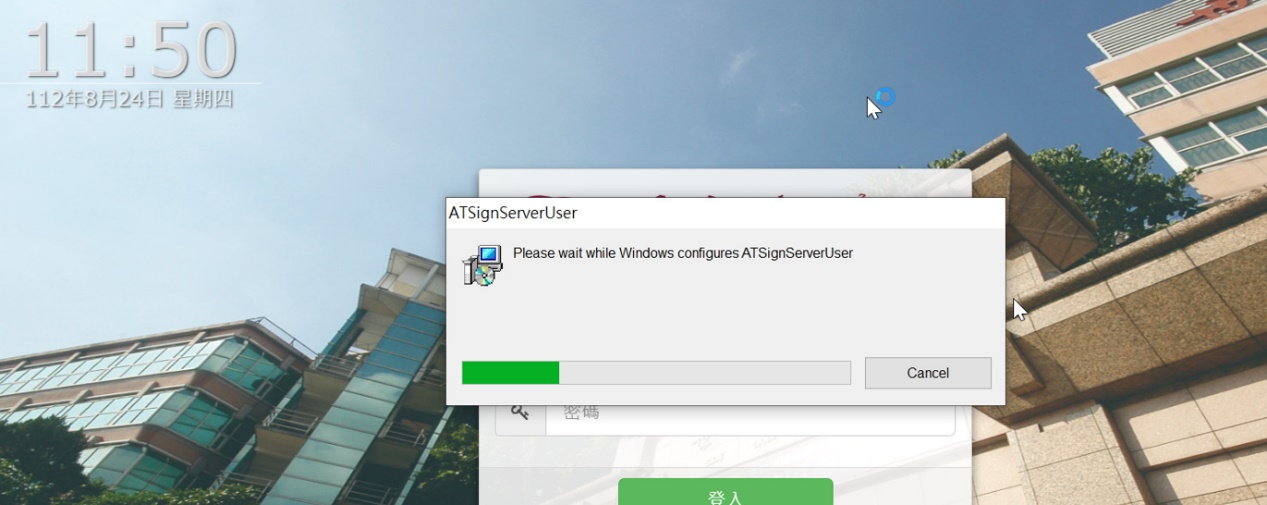 11:50
112年8月24日 星期四
ATSignServerUser
Please wait while Windows configures ATSignServerUser
Cancel
密碼
登入